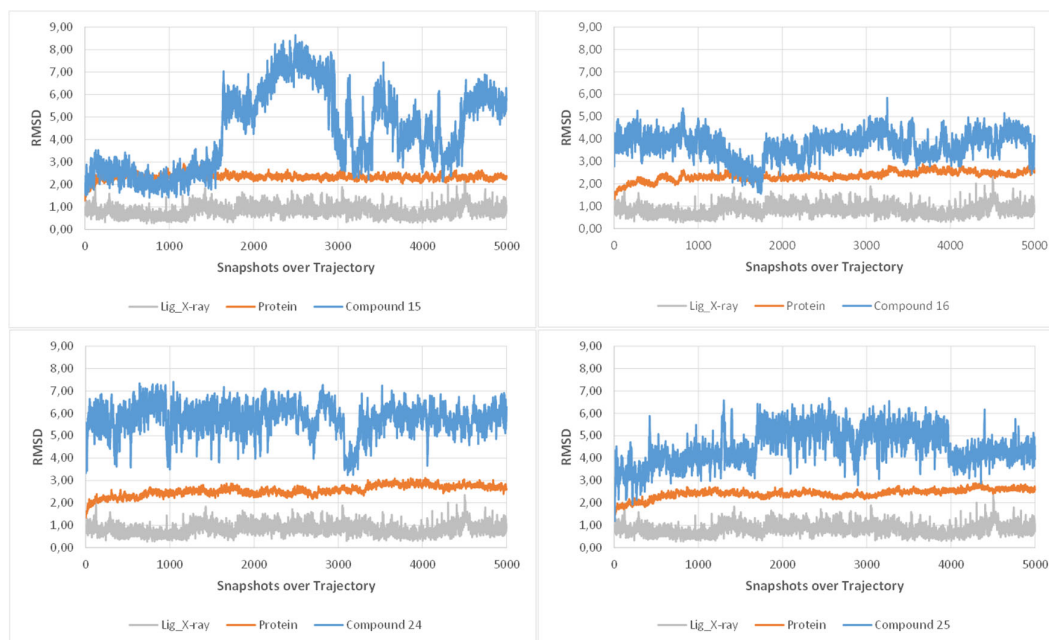 9,00
8,00
7,00
6,00
5,00
4,00
3,00
2,00
1,00
0,00
RMSD
0 1000 2000 3000 4000 5000
Snapshots over Trajectory
Lig_X-ray Protein Compound 15
9,00
8,00
7,00
6,00
5,00
4,00
3,00
2,00
1,00
0,00
RMSD
0 1000 2000 3000 4000 5000
Snapshots over Trajectory
Lig_X-ray Protein Compound 16
9,00
8,00
7,00
6,00
5,00
4,00
3,00
2,00
1,00
0,00
RMSD
0 1000 2000 3000 4000 5000
Snapshots over Trajectory
Lig_X-ray Protein Compound 24
9,00
8,00
7,00
6,00
5,00
4,00
3,00
2,00
1,00
0,00
RMSD
0 1000 2000 3000 4000 5000
Snapshots over Trajectory
Lig_X-ray Protein Compound 25